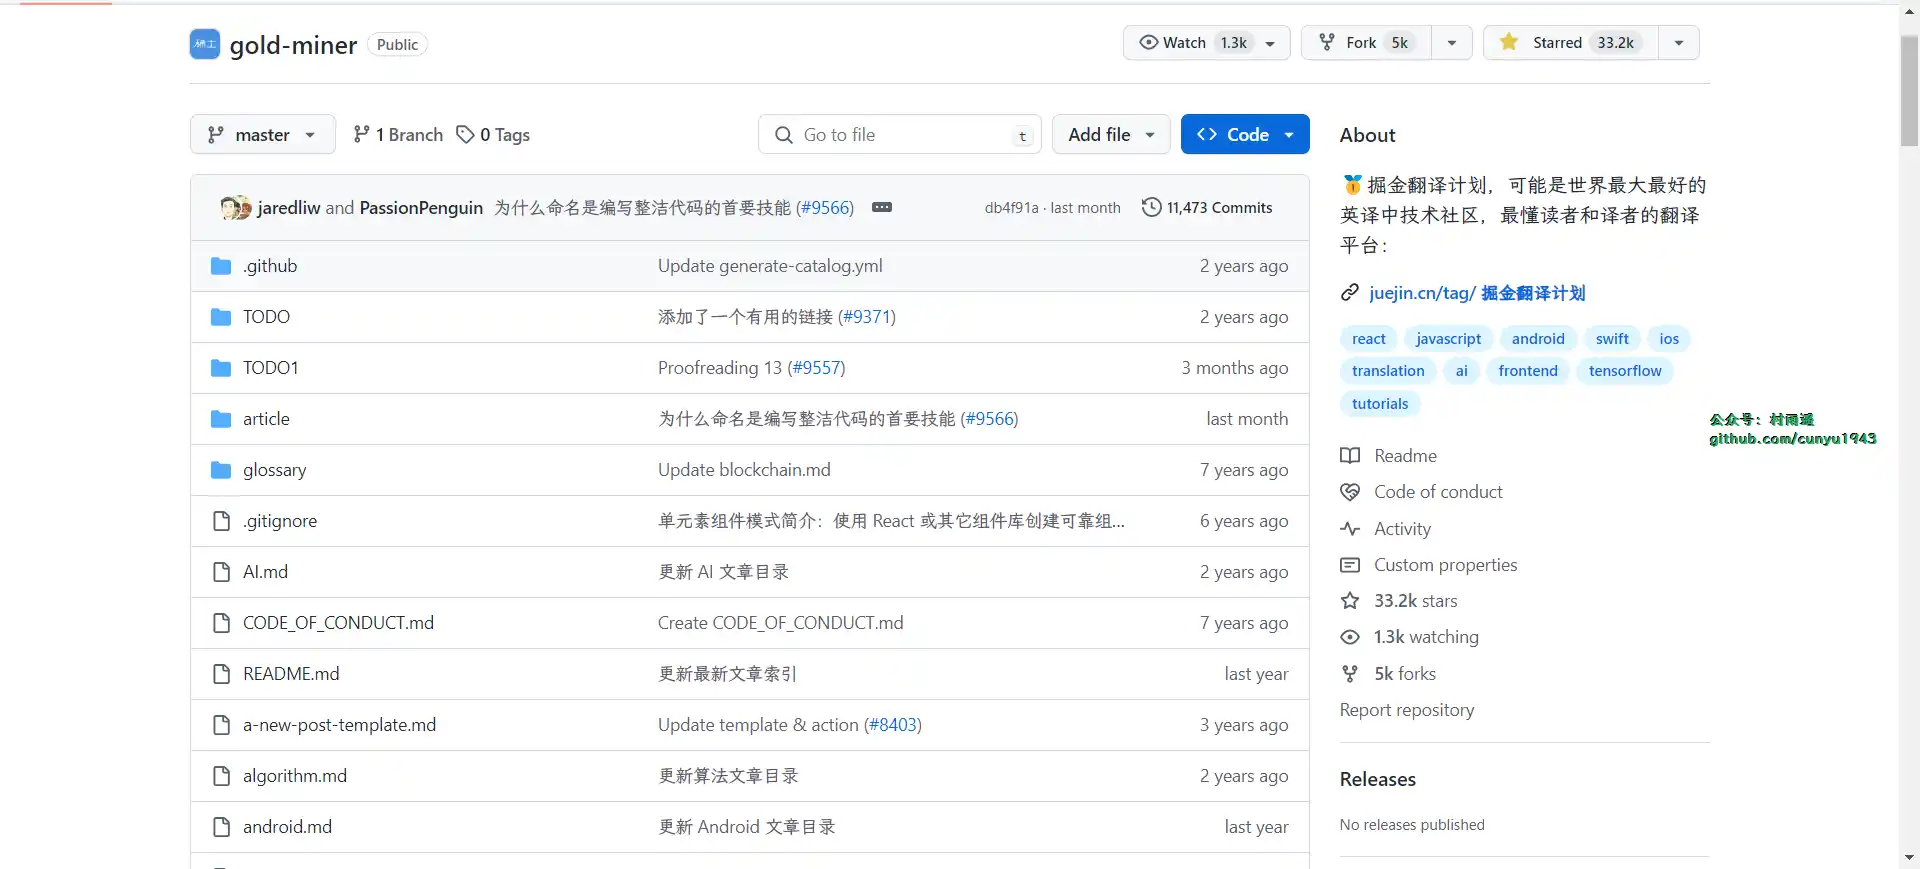 硕士 gold-miner Public Watch 1.3k Fork 5k Starred 33.2k
master 1 Branch 0 Tags Go to file t Add file Code
jaredliw and PassionPenguin 为什么命名是编写整洁代码的首要技能 (#9566) db4f91a · last month 11,473 Commits
.github Update generate-catalog.yml 2 years ago
TODO 添加了一个有用的链接 (#9371) 2 years ago
TODO1 Proofreading 13 (#9557) 3 months ago
article 为什么命名是编写整洁代码的首要技能 (#9566) last month
glossary Update blockchain.md 7 years ago
.gitignore 单元素组件模式简介：使用 React 或其它组件库创建可靠组... 6 years ago
AI.md 更新 AI 文章目录 2 years ago
CODE_OF_CONDUCT.md Create CODE_OF_CONDUCT.md 7 years ago
README.md 更新最新文章索引 last year
a-new-post-template.md Update template & action (#8403) 3 years ago
algorithm.md 更新算法文章目录 2 years ago
android.md 更新 Android 文章目录 last year
About
🥇掘金翻译计划，可能是世界最大最好的
英译中技术社区，最懂读者和译者的翻译
平台：
juejin.cn/tag/ 掘金翻译计划
react javascript android swift ios
translation ai frontend tensorflow
tutorials
Readme
Code of conduct
Activity
Custom properties
33.2k stars
1.3k watching
5k forks
Report repository
Releases
No releases published
公众号：村雨遥
github.com/cunyu1943